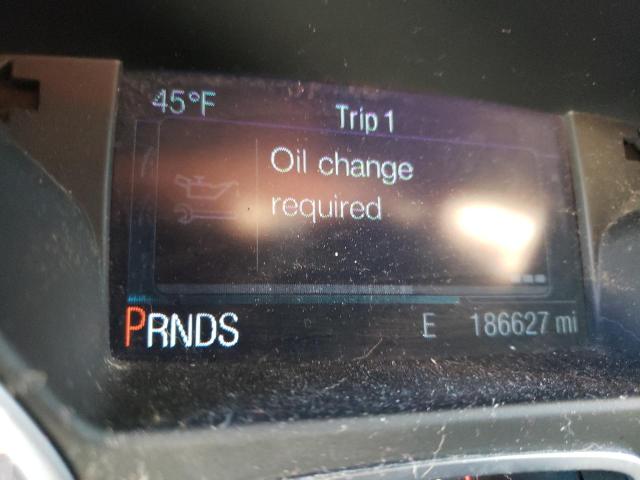 45°F
Trip 1
Oil change
required
PRNDS
E 186627 mi